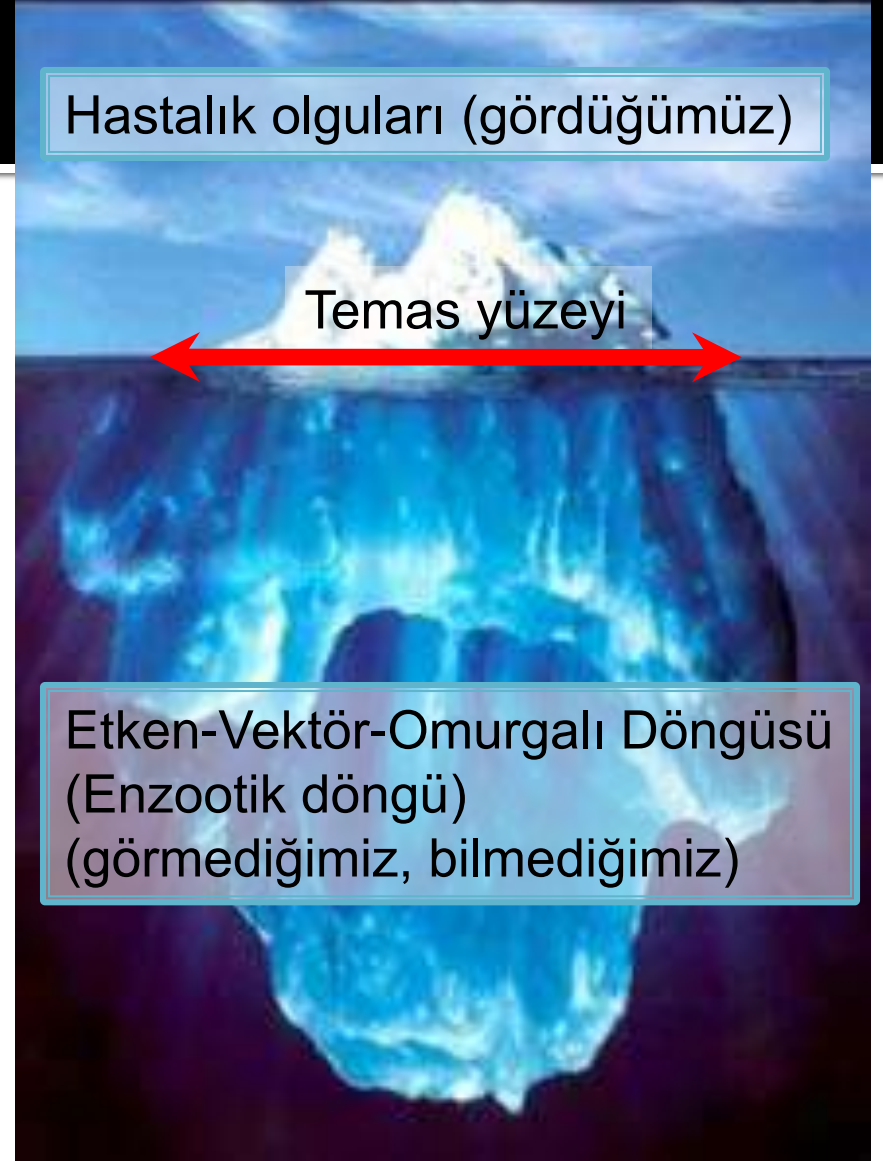 Hastalık olguları (gördüğümüz)
Temas yüzeyi
Etken-Vektör-Omurgalı Döngüsü
(Enzootik döngü)
(görmediğimiz, bilmediğimiz)